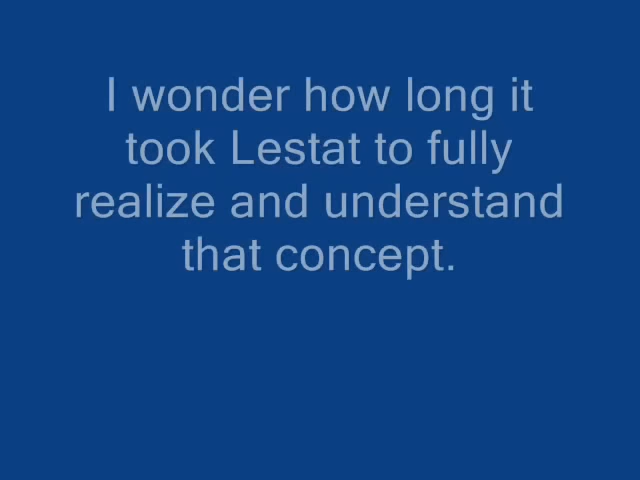 I wonder how long it
took Lestat to fully
realize and understand
that concept.